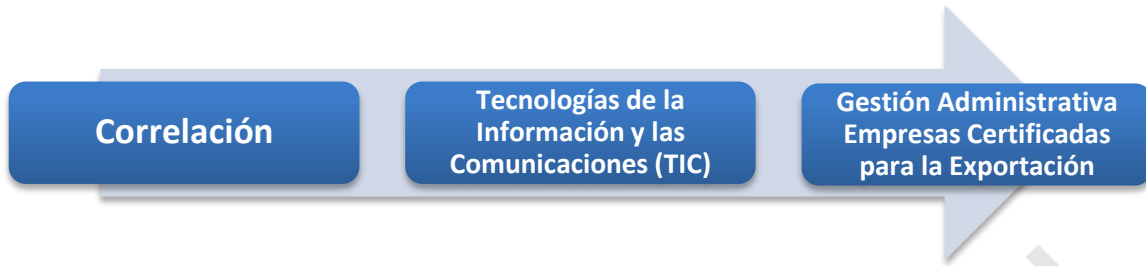 Correlación
Tecnologías de la
Información y las
Comunicaciones (TIC)
Gestión Administrativa
Empresas Certificadas
para la Exportación